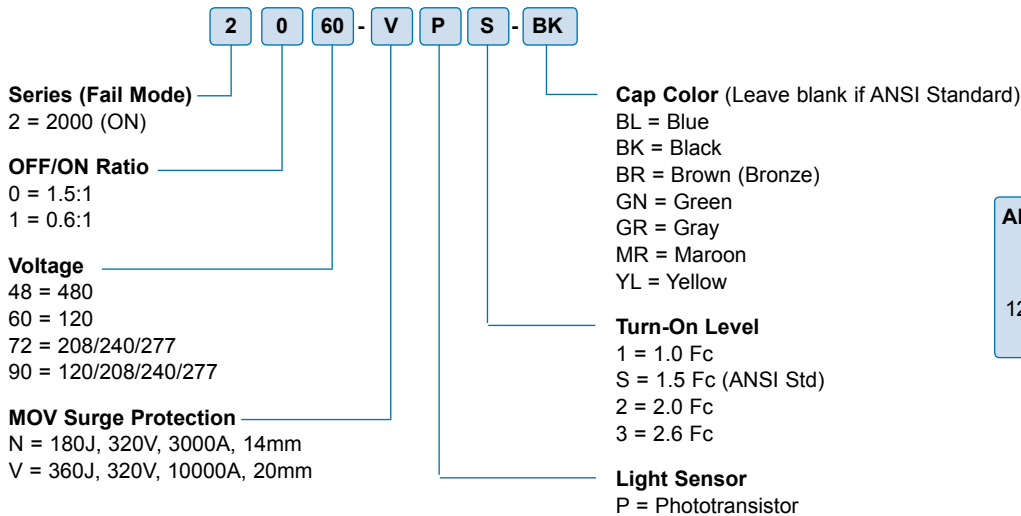 2 0 60 - V P S - BK
Series (Fail Mode)
2 = 2000 (ON)
OFF/ON Ratio
0 = 1.5:1
1 = 0.6:1
Voltage
48 = 480
60 = 120
72 = 208/240/277
90 = 120/208/240/277
MOV Surge Protection
N = 180J, 320V, 3000A, 14mm
V = 360J, 320V, 10000A, 20mm
Cap Color (Leave blank if ANSI Standard)
BL = Blue
BK = Black
BR = Brown (Bronze)
GN = Green
GR = Gray
MR = Maroon
YL = Yellow
Turn-On Level
1 = 1.0 Fc
S = 1.5 Fc (ANSI Std)
2 = 2.0 Fc
3 = 2.6 Fc
Light Sensor
P = Phototransistor